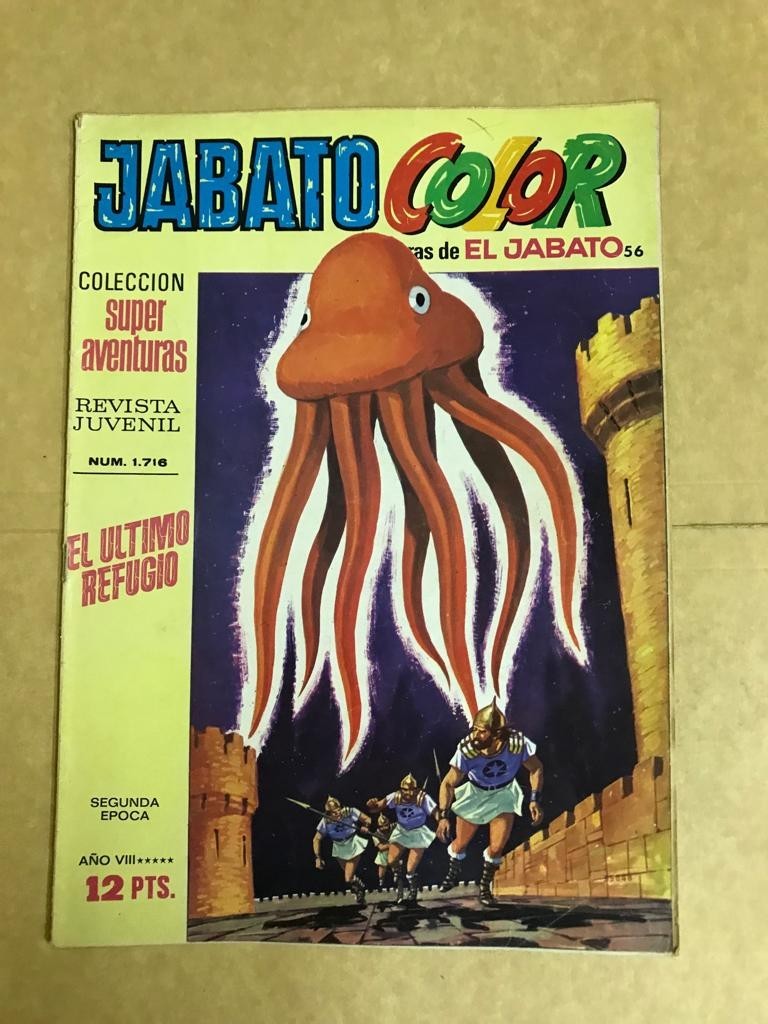 JABATO COLOR
ras de EL JABATO 56
COLECCION
super
aventuras
REVISTA
JUVENIL
NUM. 1.716
EL ULTIMO
REFUGIO
SEGUNDA
EPOCA
AÑO VIII★★★★★
12 PTS.